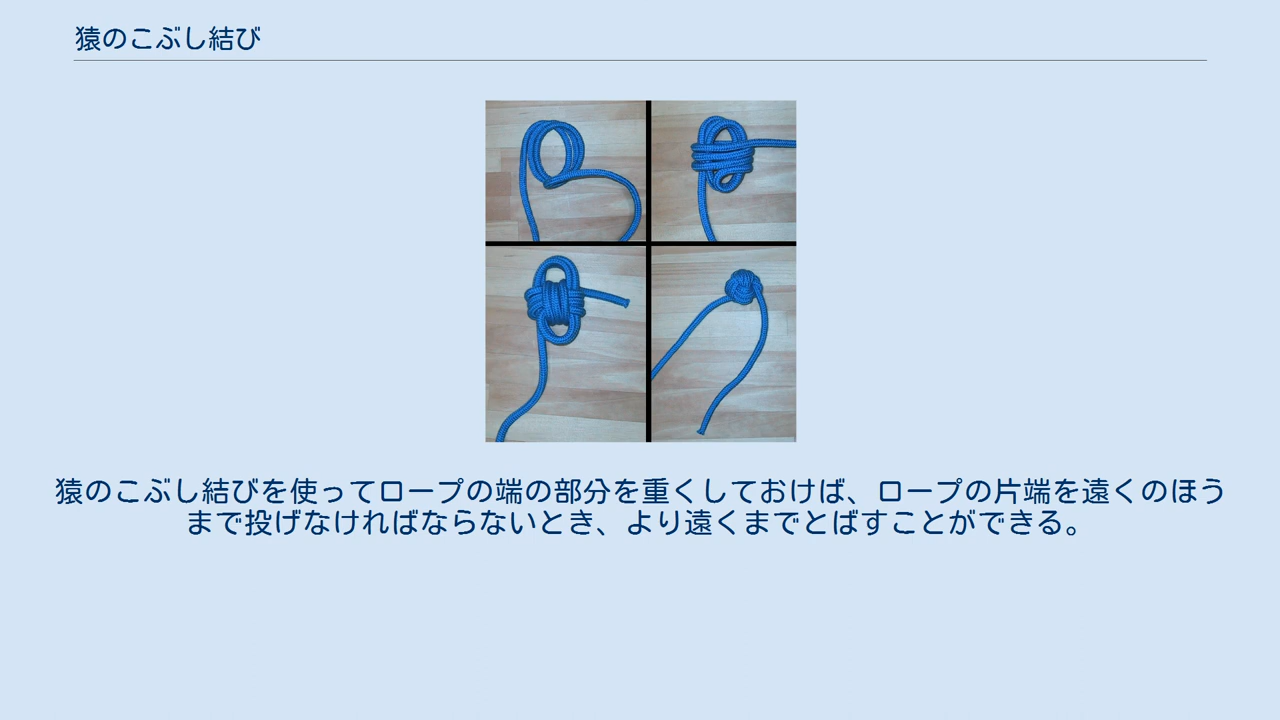 猿のこぶし結び
猿のこぶし結びを使ってロープの端の部分を重くしておけば、ロープの片端を遠くのほう
まで投げなければならないとき、より遠くまでとばすことができる。